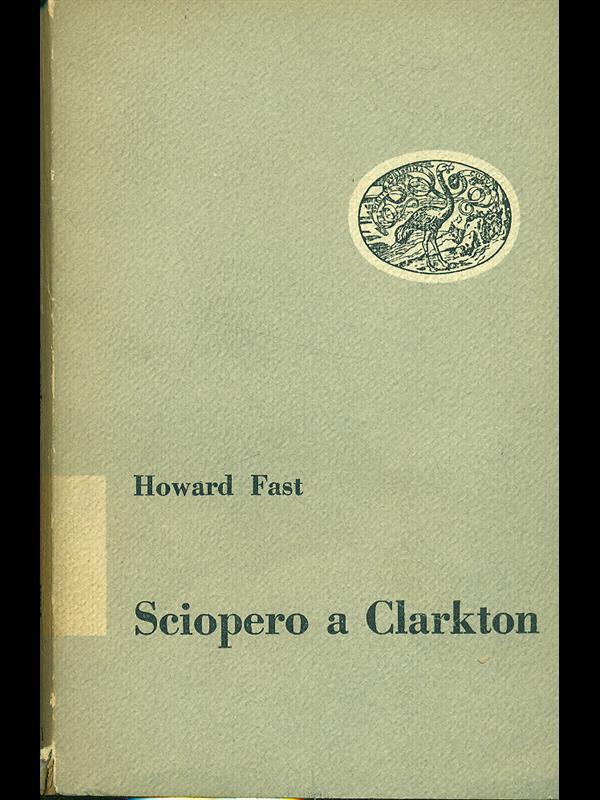 Howard Fast
Sciopero a Clarkton